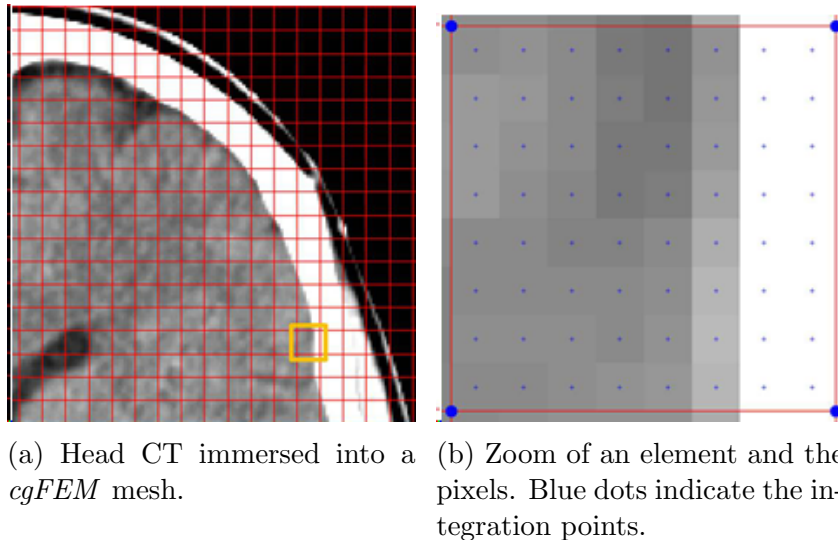 (a) Head CT immersed into a
cgFEM mesh.
(b) Zoom of an element and the
pixels. Blue dots indicate the in-
tegration points.